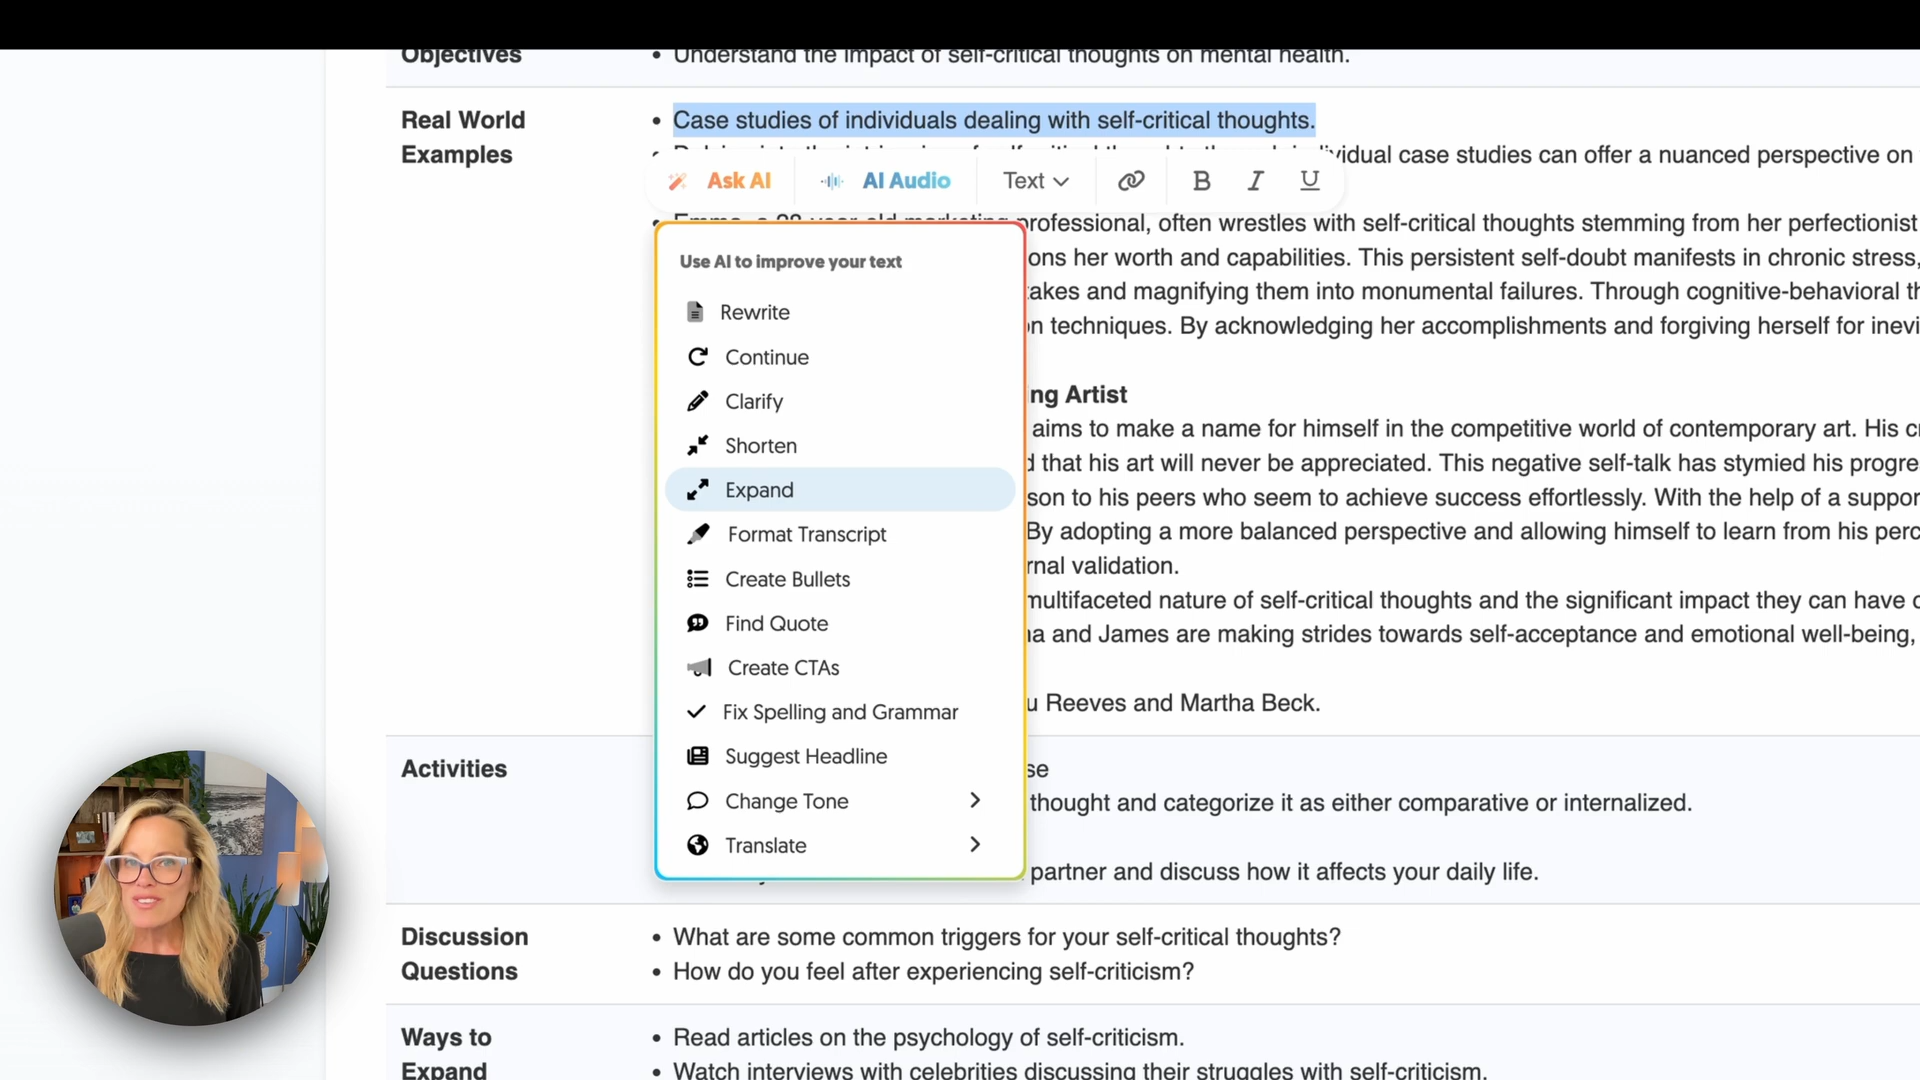 Objectives
• Understand the impact of self-critical thoughts on mental health.
Real World
Examples
• Case studies of individuals dealing with self-critical thoughts.
individual case studies can offer a nuanced perspective on
Ask AI
AI Audio
Text
B
I
U
• Emma, a 28-year-old marketing professional, often wrestles with self-critical thoughts stemming from her perfectionist
ons her worth and capabilities. This persistent self-doubt manifests in chronic stress,
takes and magnifying them into monumental failures. Through cognitive-behavioral
on techniques. By acknowledging her accomplishments and forgiving herself for
ng Artist
aims to make a name for himself in the competitive world of contemporary art. His
d that his art will never be appreciated. This negative self-talk has stymied his
son to his peers who seem to achieve success effortlessly. With the help of a
By adopting a more balanced perspective and allowing himself to learn from his
rnal validation.
multifaceted nature of self-critical thoughts and the significant impact they can have
and James are making strides towards self-acceptance and emotional well-being,
u Reeves and Martha Beck.
Use AI to improve your text
Rewrite
Continue
Clarify
Shorten
Expand
Format Transcript
Create Bullets
Find Quote
Create CTAs
Fix Spelling and Grammar
Suggest Headline
Change Tone
Translate
Activities
se
thought and categorize it as either comparative or internalized.
partner and discuss how it affects your daily life.
Discussion
Questions
• What are some common triggers for your self-critical thoughts?
• How do you feel after experiencing self-criticism?
Ways to
Expand
• Read articles on the psychology of self-criticism.
• Watch interviews with celebrities discussing their struggles with self-criticism.